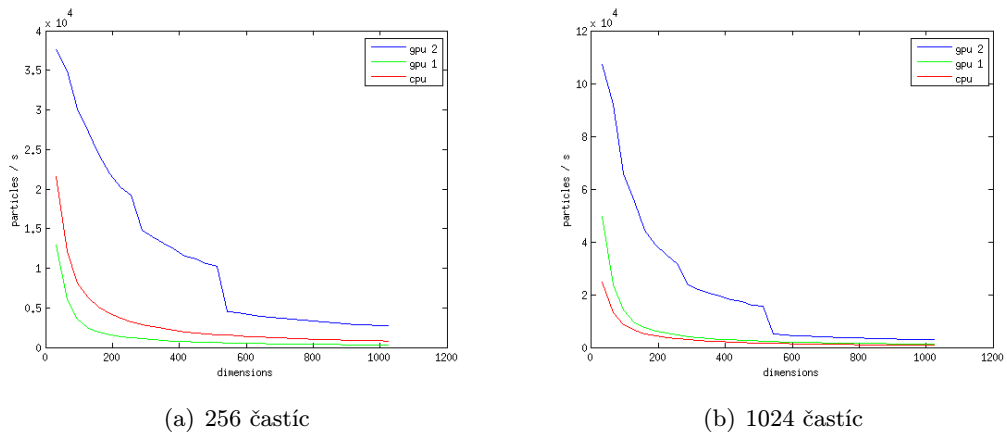 x 10^4
4
3.5
3
2.5
2
1.5
1
0.5
0
particles / s
0
200
400
600
800
1000
1200
dimensions
gpu 2
gpu 1
cpu
(a) 256 častíc
x 10^4
12
10
8
6
4
2
0
particles / s
0
200
400
600
800
1000
1200
dimensions
gpu 2
gpu 1
cpu
(b) 1024 častíc